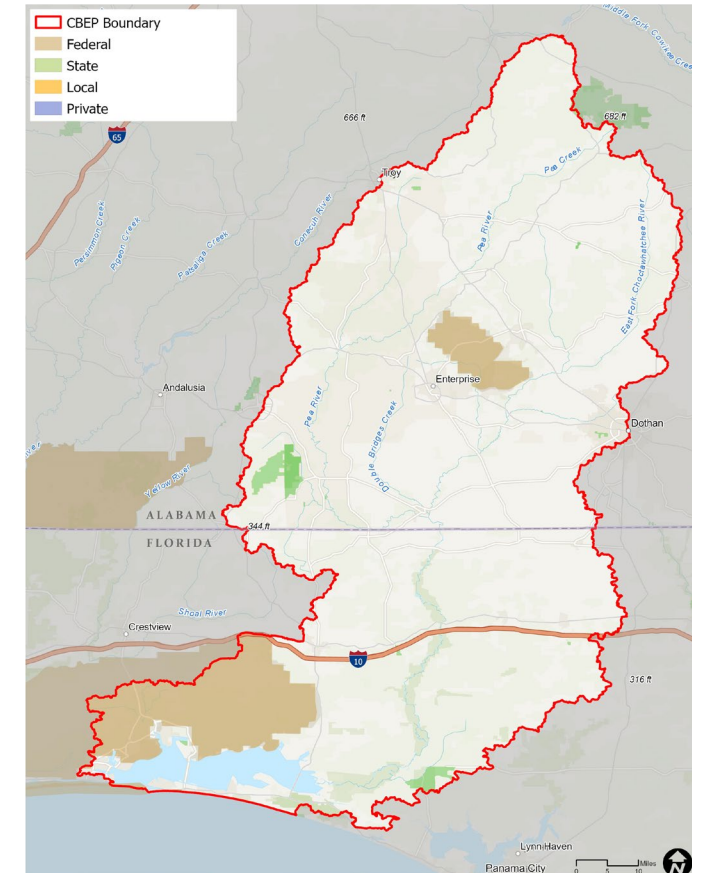 CBEP Boundary
Federal
State
Local
Private
Middle Fork Cowikee Creek
666 ft
682 ft
65
Pea Creek
Troy
Conecuh River
Persimmon Creek
Pigeon Creek
Patsaliga Creek
Pea River
East Fork Choctawhatchee River
Andalusia
Enterprise
Pea River
Double Bridges Creek
Dothan
River
Yellow River
ALABAMA
344 ft
FLORIDA
Shoal River
Crestview
10
316 ft
Lynn Haven
Panama City
Miles
0 5 10
N